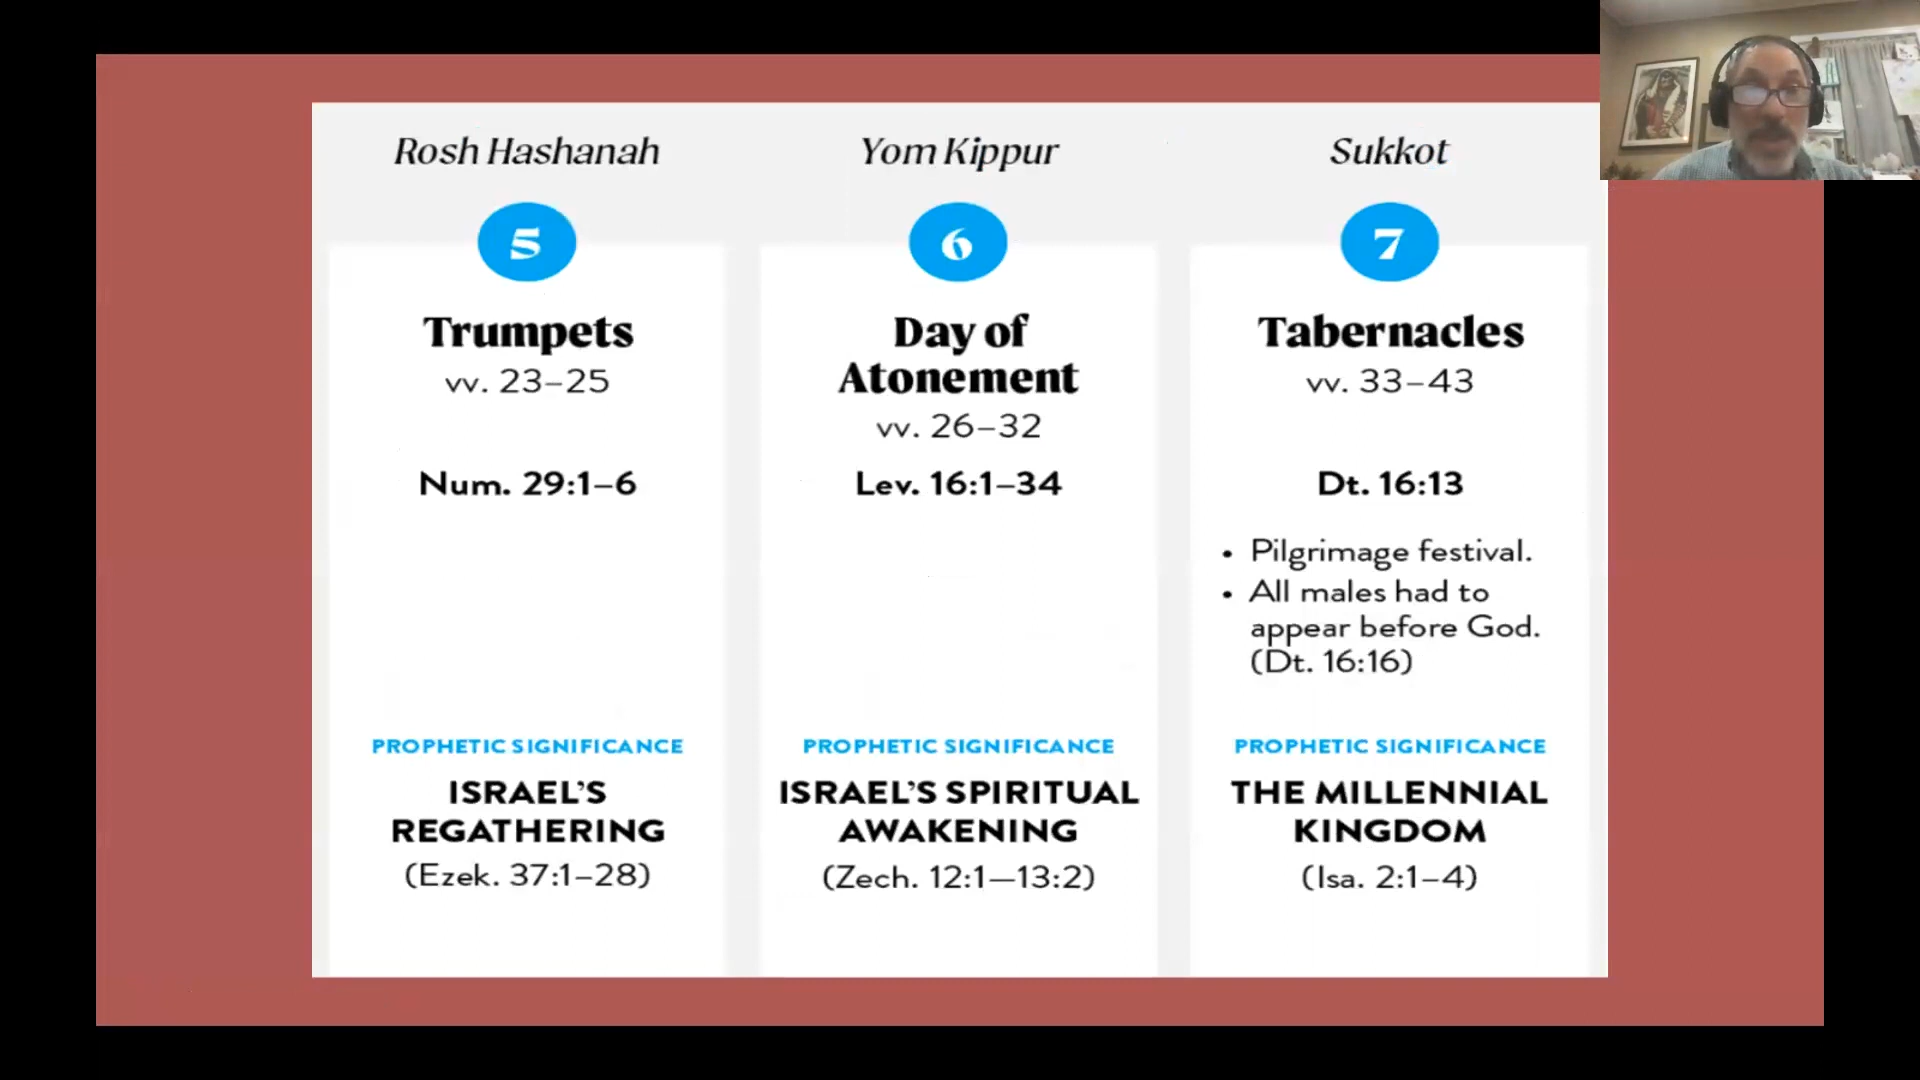 Rosh Hashanah
5
Trumpets
vv. 23–25
Num. 29:1–6
PROPHETIC SIGNIFICANCE
ISRAEL'S
REGATHERING
(Ezek. 37:1–28)
Yom Kippur
6
Day of
Atonement
vv. 26–32
Lev. 16:1–34
PROPHETIC SIGNIFICANCE
ISRAEL'S SPIRITUAL
AWAKENING
(Zech. 12:1—13:2)
Sukkot
7
Tabernacles
vv. 33–43
Dt. 16:13
• Pilgrimage festival.
• All males had to
appear before God.
(Dt. 16:16)
PROPHETIC SIGNIFICANCE
THE MILLENNIAL
KINGDOM
(Isa. 2:1–4)